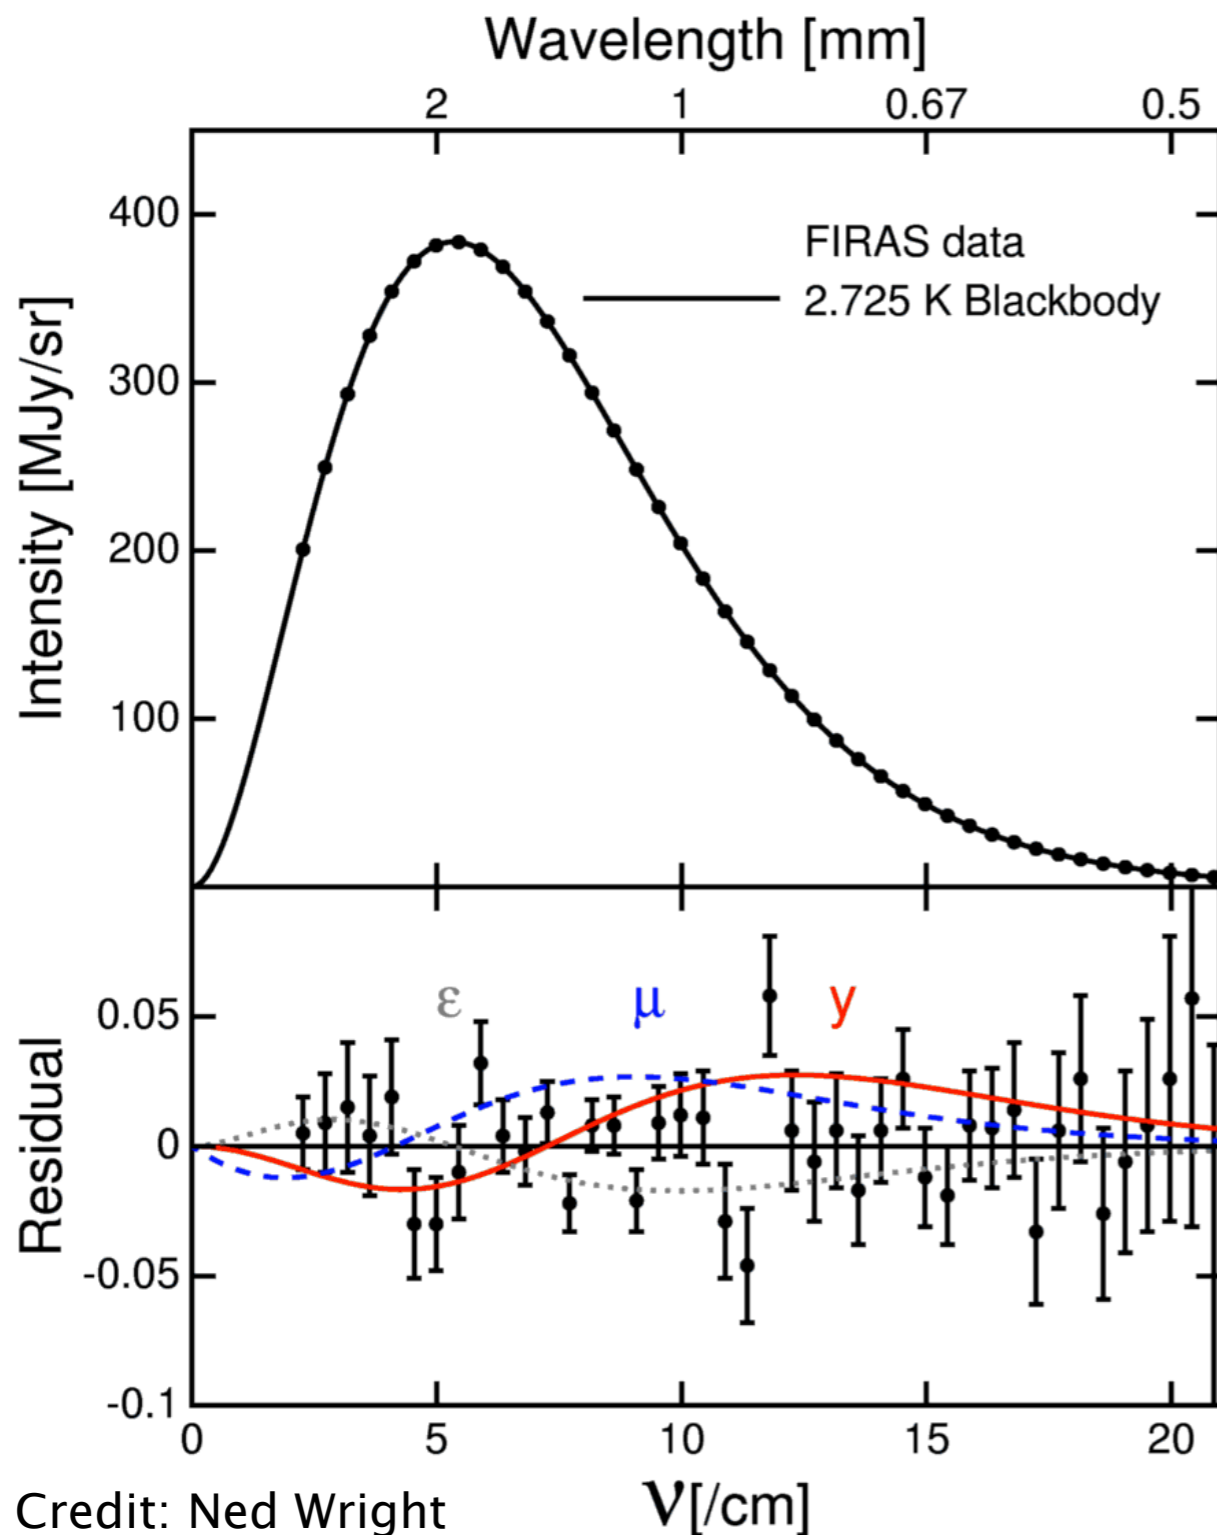 Wavelength [mm]
2 1 0.67 0.5
400
300
200
100
Intensity [MJy/sr]
FIRAS data
2.725 K Blackbody
ε μ y
0.05
0
-0.05
-0.1
Residual
0 5 10 15 20
ν[/cm]
Credit: Ned Wright